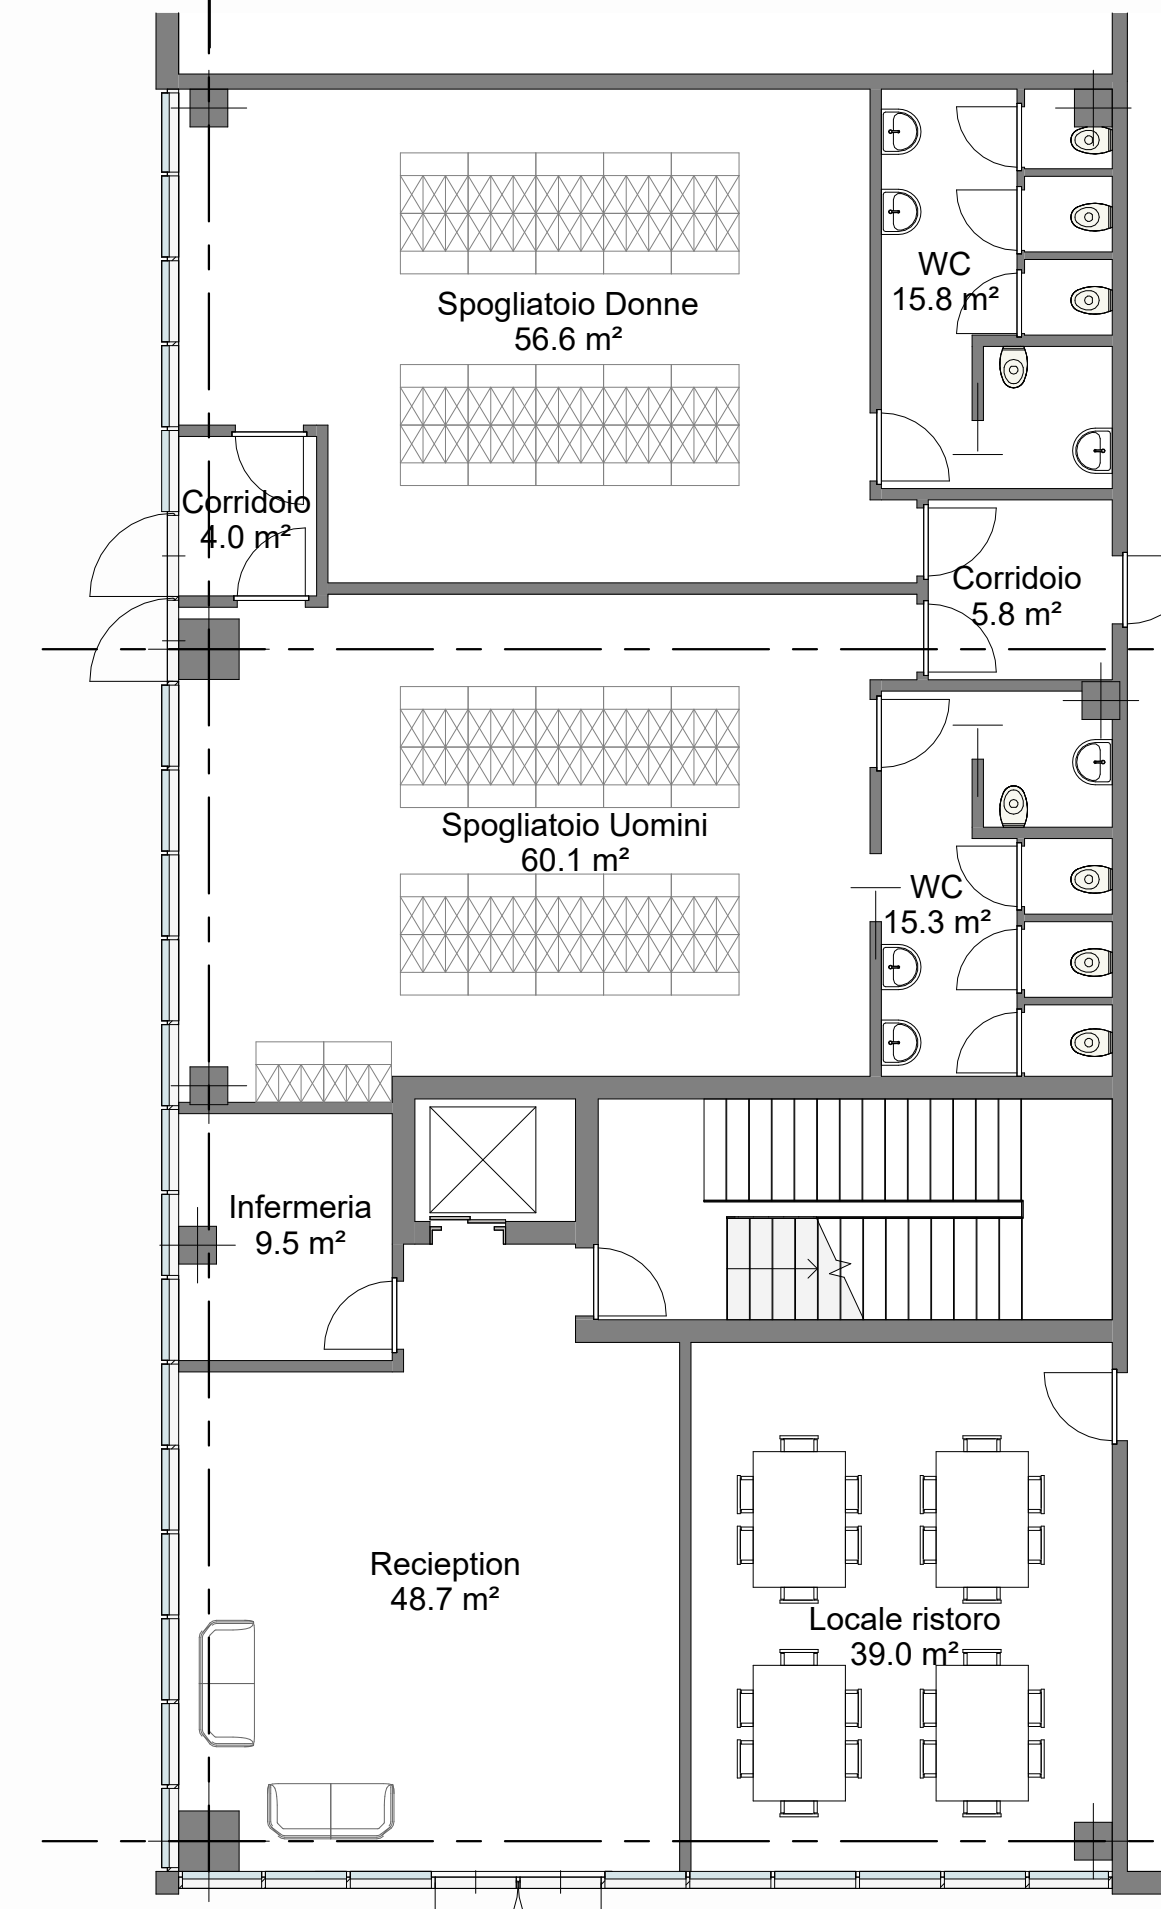 Spogliatoio Donne
56.6 m²
WC
15.8 m²
Corridoio
4.0 m²
Corridoio
5.8 m²
Spogliatoio Uomini
60.1 m²
WC
15.3 m²
Infermeria
9.5 m²
Recieption
48.7 m²
Locale ristoro
39.0 m²